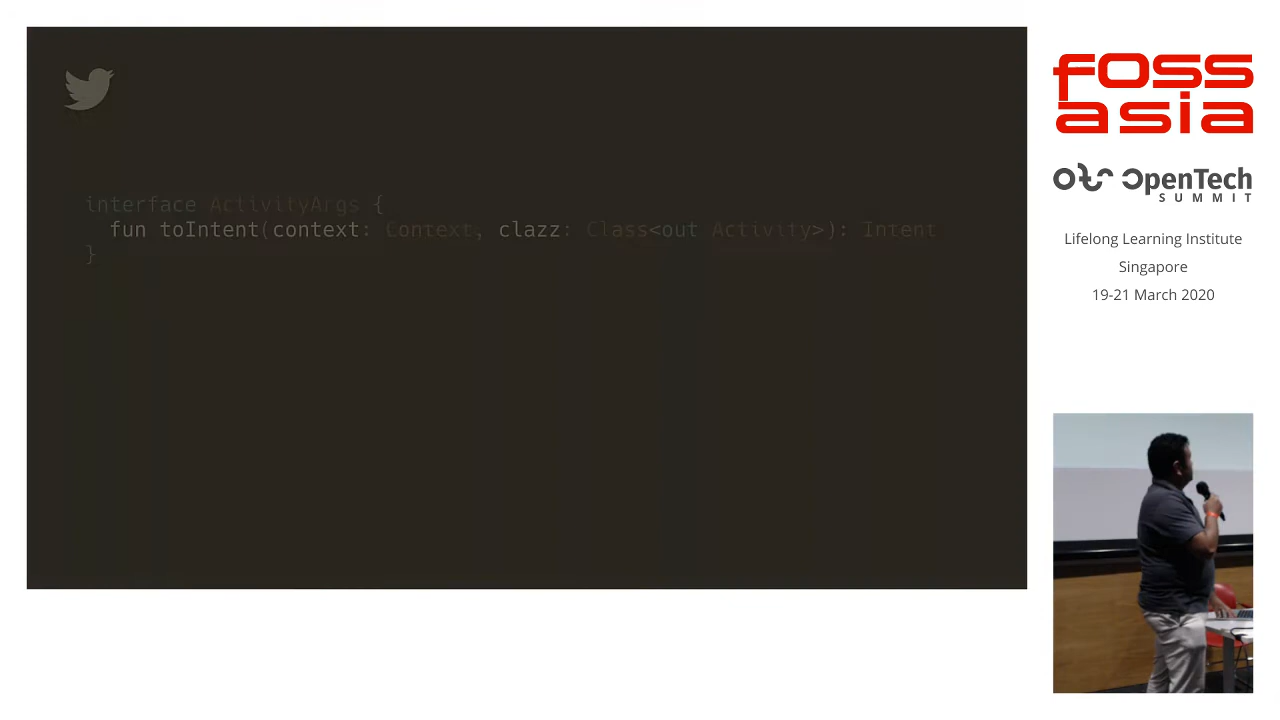 interface ActivityArgs {
fun toIntent(context: Context, clazz: Class<out Activity>): Intent
}
foss
asia
OpenTech
SUMMIT
Lifelong Learning Institute
Singapore
19-21 March 2020